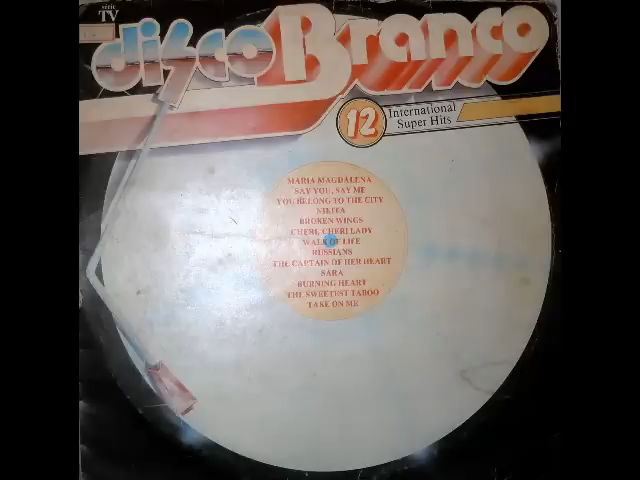 série
TV
disco Branco
12
International
Super Hits
MARIA MAGDALENA
SAY YOU, SAY ME
YOU BELONG TO THE CITY
NIKITA
BROKEN WINGS
CHERI, CHERI LADY
WALK OF LIFE
RUSSIANS
THE CAPTAIN OF HER HEART
SARA
BURNING HEART
THE SWEETEST TABOO
TAKE ON ME